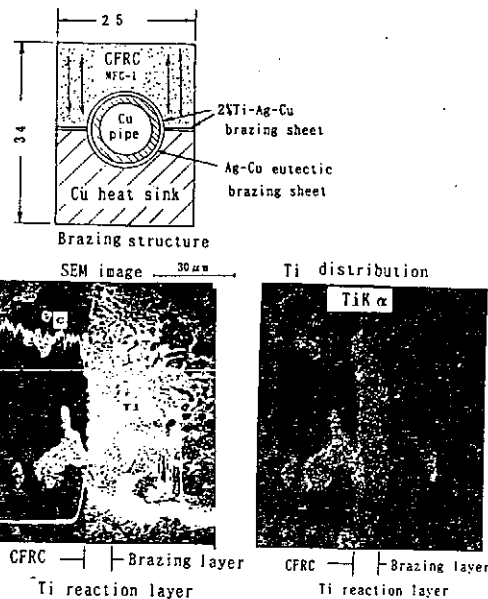 25
CFRC
MFC-1
34
Cu
pipe
2%Ti-Ag-Cu
brazing sheet
Ag-Cu eutectic
brazing sheet
Cu heat sink
Brazing structure
SEM image
30μm
Ti distribution
C
Ti
TiK α
CFRC
Brazing layer
Ti reaction layer
CFRC
Brazing layer
Ti reaction layer